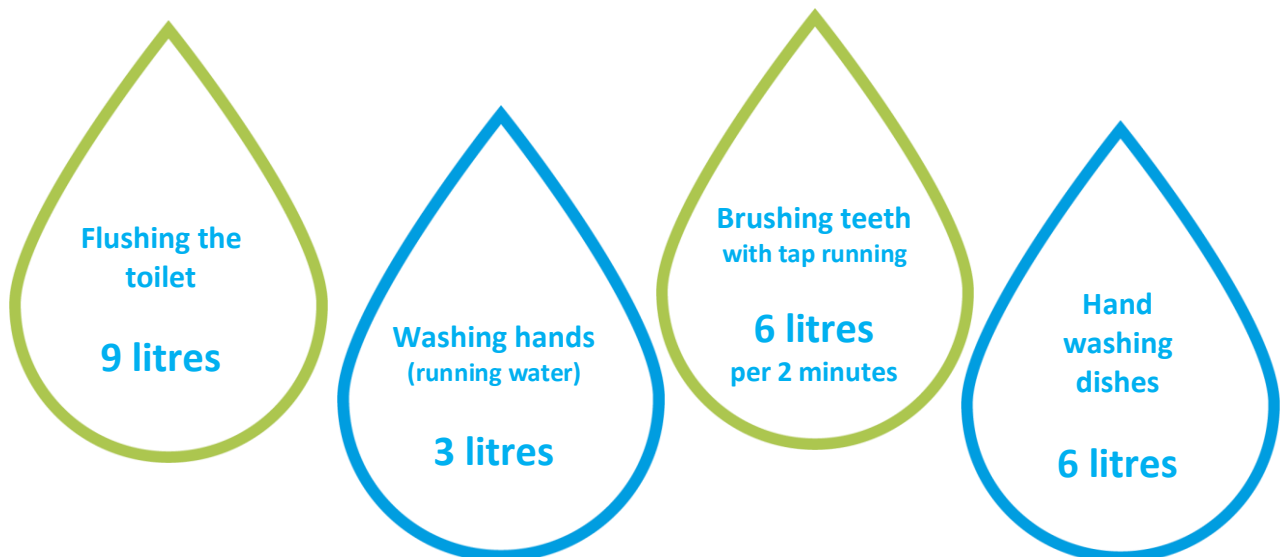 Flushing the
toilet
9 litres
Washing hands
(running water)
3 litres
Brushing teeth
with tap running
6 litres
per 2 minutes
Hand
washing
dishes
6 litres